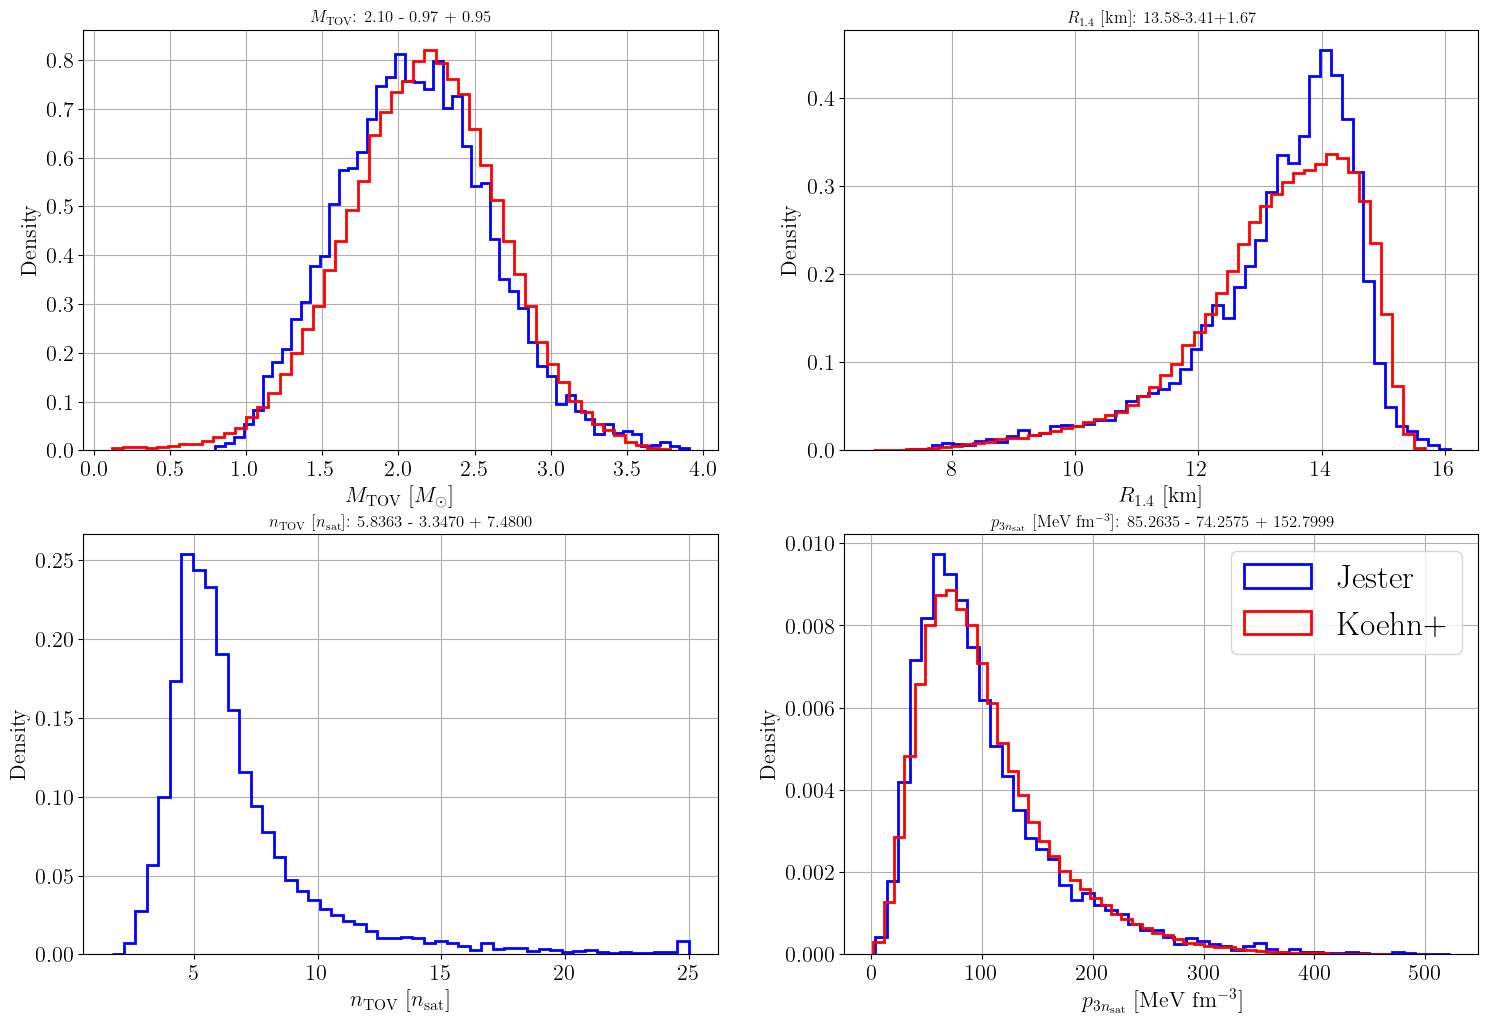 M_TOV: 2.10 - 0.97 + 0.95
Density
0.8
0.7
0.6
0.5
0.4
0.3
0.2
0.1
0.0
0.0 0.5 1.0 1.5 2.0 2.5 3.0 3.5 4.0
M_TOV [M_⊙]
R_1.4 [km]: 13.58-3.41+1.67
Density
0.4
0.3
0.2
0.1
0.0
8 10 12 14 16
R_1.4 [km]
n_TOV [n_sat]: 5.8363 - 3.3470 + 7.4800
Density
0.25
0.20
0.15
0.10
0.05
0.00
5 10 15 20 25
n_TOV [n_sat]
p_3n_sat [MeV fm⁻³]: 85.2635 - 74.2575 + 152.7999
Density
0.010
0.008
0.006
0.004
0.002
0.000
0 100 200 300 400 500
p_3n_sat [MeV fm⁻³]
Jester
Koehn+